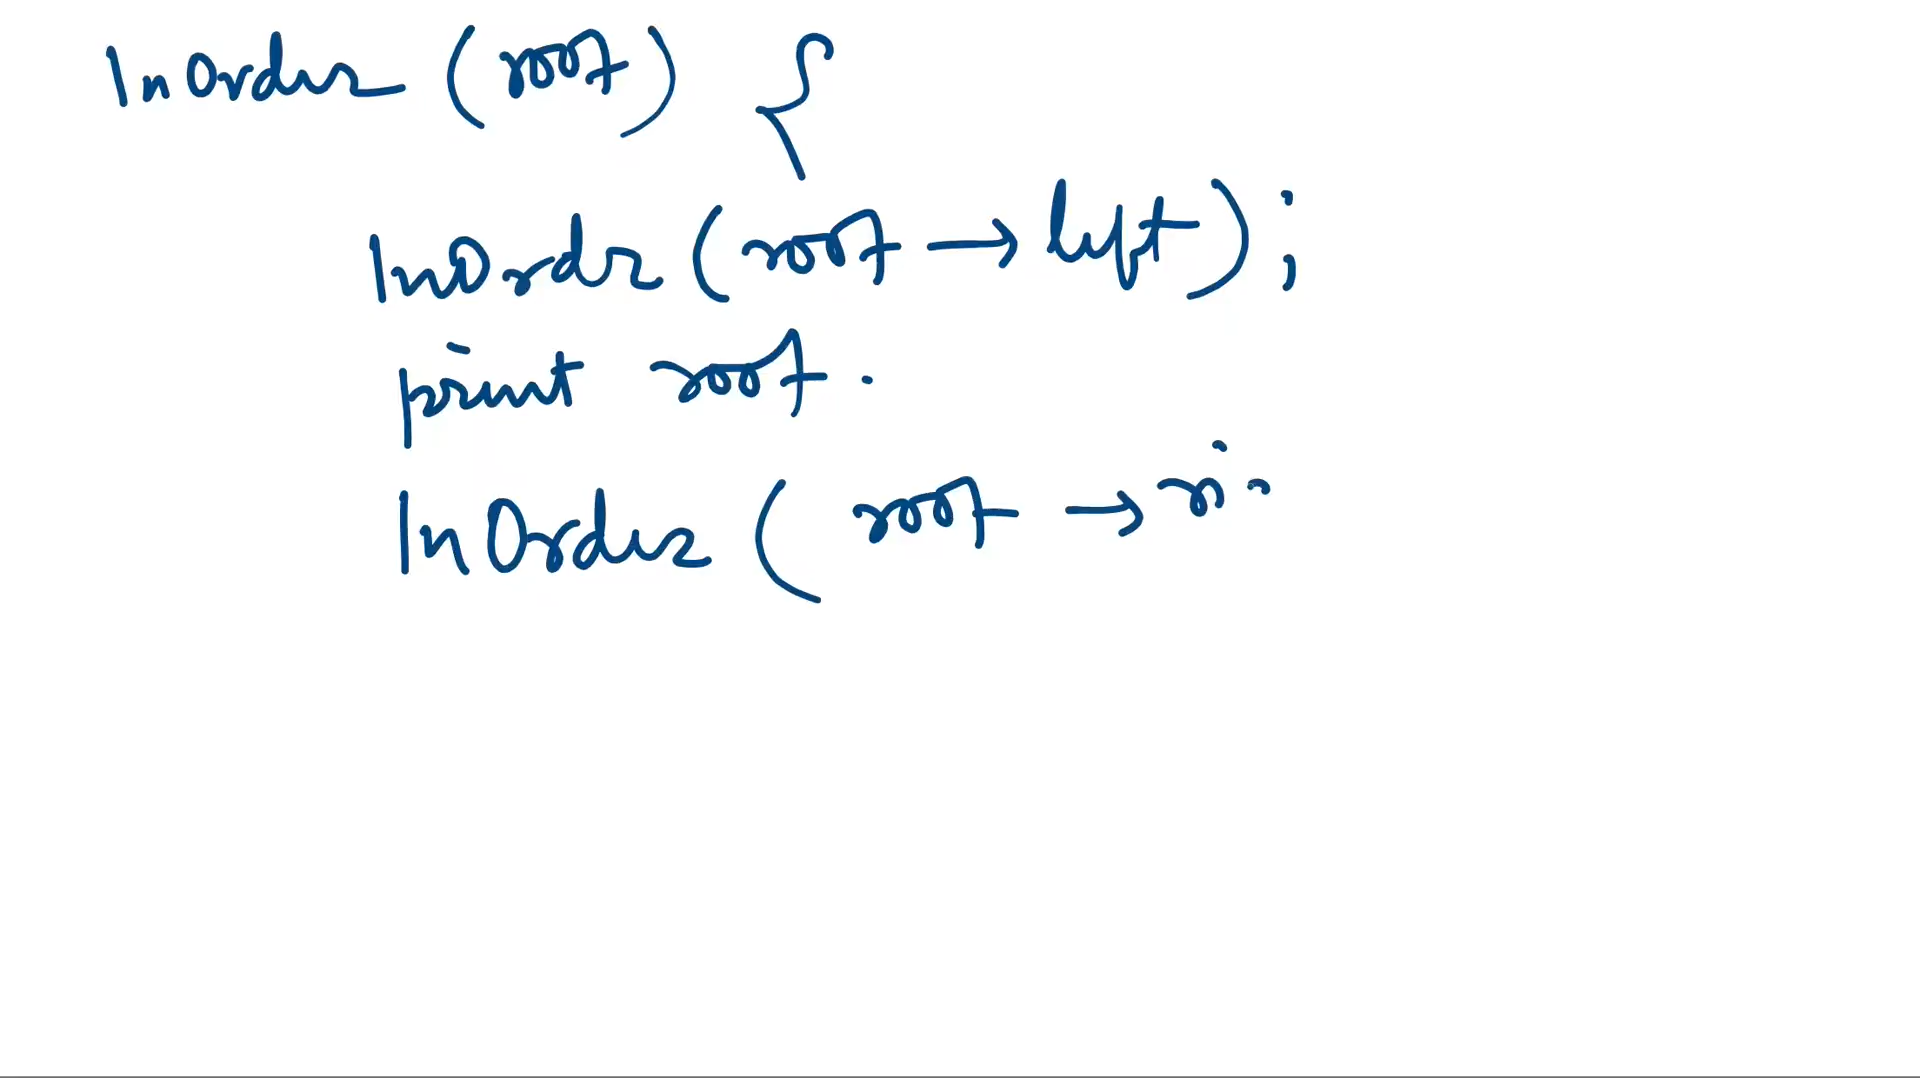 InOrder (root) {
InOrder (root → left);
print root.
InOrder (root → ri